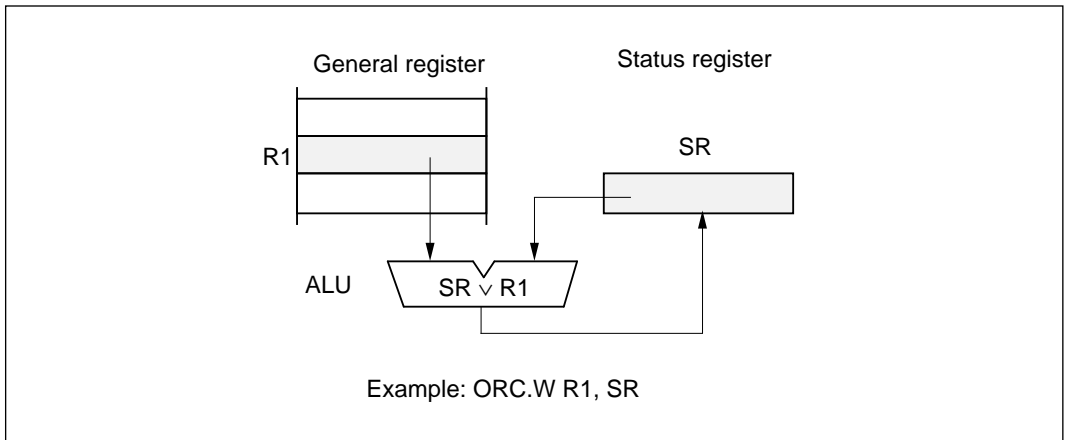 General register
Status register
R1
SR
ALU
SR ∨ R1
Example: ORC.W R1, SR